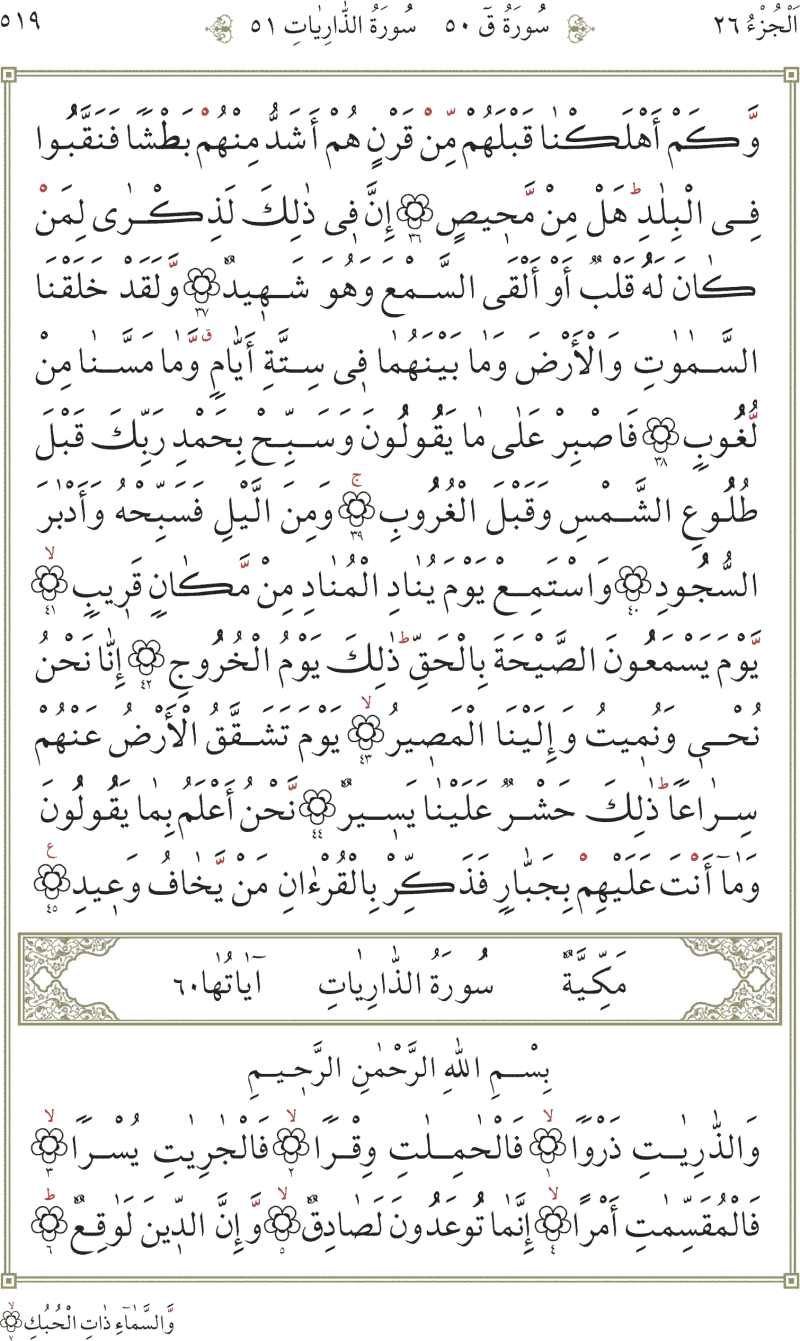 اَلْجُزْءُ ٢٦ سُورَةُ قٓ ٥٠ سُورَةُ الذَّارِيَاتِ ٥١ ٥١٩
وَّكَمْ أَهْلَكْنٰا قَبْلَهُمْ مِّنْ قَرْنٍ هُمْ أَشَدُّ مِنْهُمْ بَطْشًا فَنَقَّبُوا
فِى الْبِلٰدِ ؕ هَلْ مِنْ مَّحٖيصٍ ٣٦ إِنَّ فٖى ذٰلِكَ لَذِكْرٰى لِمَنْ
كٰانَ لَهُ قَلْبٌ أَوْ أَلْقَى السَّمْعَ وَهُوَ شَهٖيدٌ ٣٧ وَّلَقَدْ خَلَقْنَا
السَّمٰوٰتِ وَالْأَرْضَ وَمٰا بَيْنَهُمٰا فٖى سِتَّةِ أَيّٰامٍ ق وَّمٰا مَسَّنٰا مِنْ
لُّغُوبٍ ٣٨ فَاصْبِرْ عَلٰى مٰا يَقُولُونَ وَسَبِّحْ بِحَمْدِ رَبِّكَ قَبْلَ
طُلُوعِ الشَّمْسِ وَقَبْلَ الْغُرُوبِ ۚ ٣٩ وَمِنَ الَّيْلِ فَسَبِّحْهُ وَأَدْبٰرَ
السُّجُودِ ٤٠ وَاسْتَمِعْ يَوْمَ يُنٰادِ الْمُنٰادِ مِنْ مَّكٰانٍ قَرٖيبٍ ۙ ٤١
يَّوْمَ يَسْمَعُونَ الصَّيْحَةَ بِالْحَقِّ ؕ ذٰلِكَ يَوْمُ الْخُرُوجِ ٤٢ إِنّٰا نَحْنُ
نُحْىٖ وَنُمٖيتُ وَإِلَيْنَا الْمَصٖيرُ ۙ ٤٣ يَوْمَ تَشَقَّقُ الْأَرْضُ عَنْهُمْ
سِرٰاعًا ؕ ذٰلِكَ حَشْرٌ عَلَيْنٰا يَسٖيرٌ ٤٤ نَّحْنُ أَعْلَمُ بِمٰا يَقُولُونَ
وَمٰآ أَنْتَ عَلَيْهِمْ بِجَبّٰارٍ فَذَكِّرْ بِالْقُرْءٰانِ مَنْ يَّخٰافُ وَعٖيدِ ع ٤٥
مَكِّيَّةٌ سُورَةُ الذّٰارِيٰاتِ آيٰاتُهٰا ٦٠
بِسْمِ اللّٰهِ الرَّحْمٰنِ الرَّحٖيمِ
وَالذّٰرِيٰتِ ذَرْوًا ۙ ١ فَالْحٰمِلٰتِ وِقْرًا ۙ ٢ فَالْجٰرِيٰتِ يُسْرًا ۙ ٣
فَالْمُقَسِّمٰتِ أَمْرًا ۙ ٤ إِنَّمٰا تُوعَدُونَ لَصٰادِقٌ ۙ ٥ وَّإِنَّ الدّٖينَ لَوٰقِعٌ ؕ ٦
وَّالسَّمٰآءِ ذٰاتِ الْحُبُكِ ۙ ٧